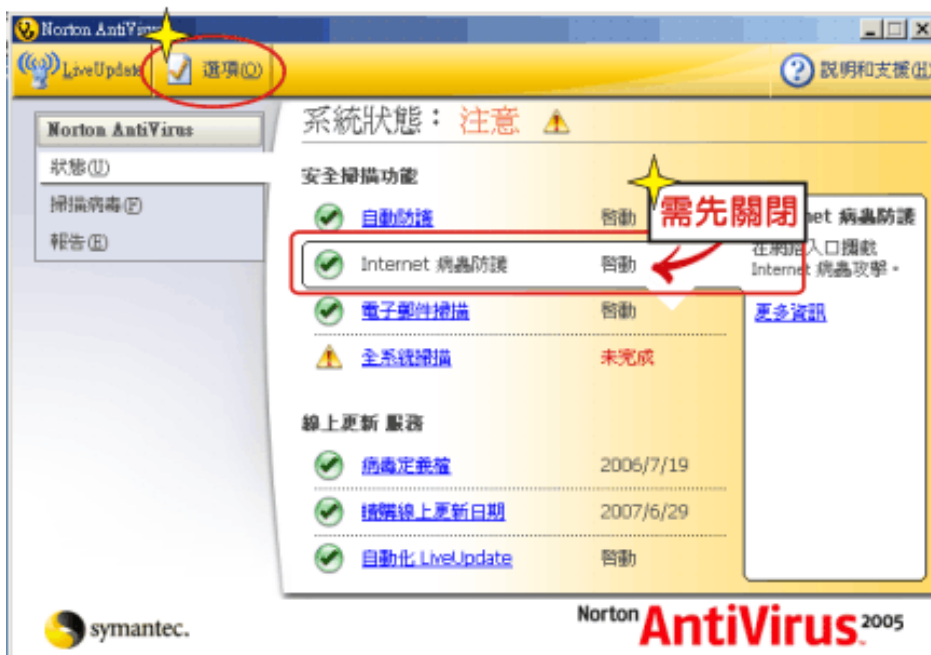 Norton AntiVirus
LiveUpdate
選項(O)
說明和支援(H)
Norton AntiVirus
狀態(U)
掃描病毒(F)
報告(E)
系統狀態：注意
安全掃描功能
自動防護 啓動
需先關閉
Internet 病蟲防護 啓動
電子郵件掃描 啓動
全系統掃描 未完成
線上更新 服務
病毒定義檔 2006/7/19
續購線上更新日期 2007/6/29
自動化 LiveUpdate 啓動
net 病蟲防護
在網路入口攔截
Internet 病蟲攻擊。
更多資訊
symantec.
Norton AntiVirus 2005